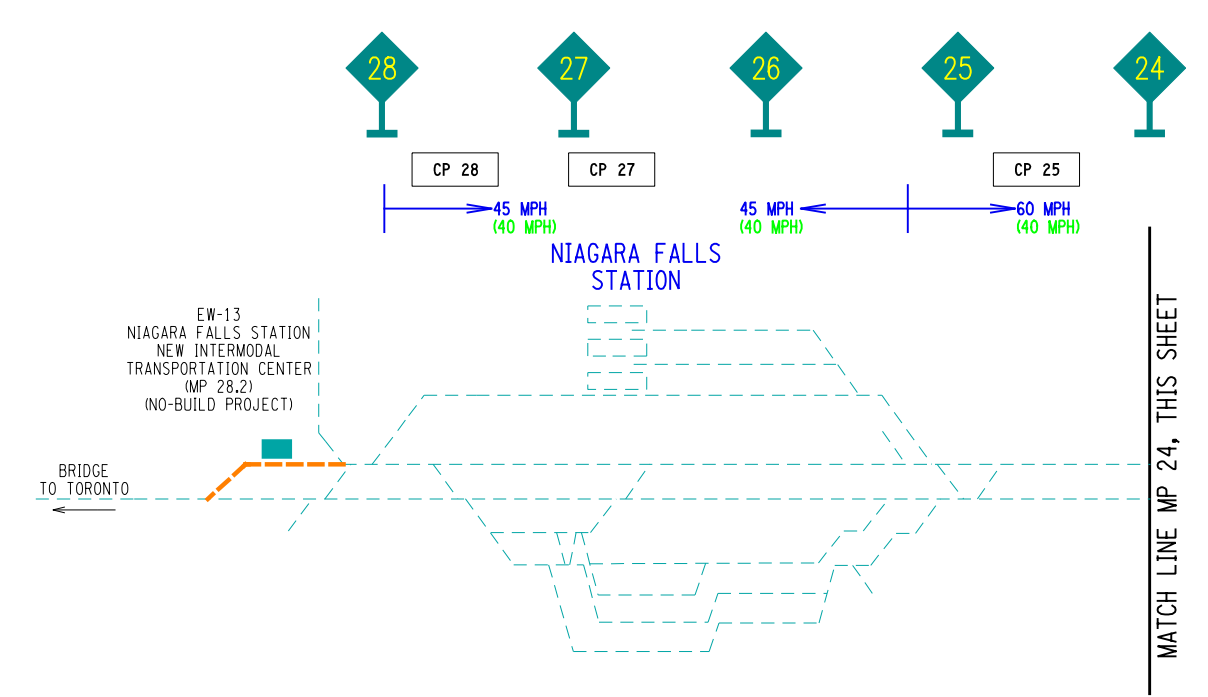 28 27 26 25 24
CP 28 CP 27 CP 25
45 MPH 45 MPH 60 MPH
(40 MPH) (40 MPH) (40 MPH)
NIAGARA FALLS
STATION
EW-13
NIAGARA FALLS STATION
NEW INTERMODAL
TRANSPORTATION CENTER
(MP 28.2)
(NO-BUILD PROJECT)
BRIDGE
TO TORONTO
MATCH LINE MP 24, THIS SHEET